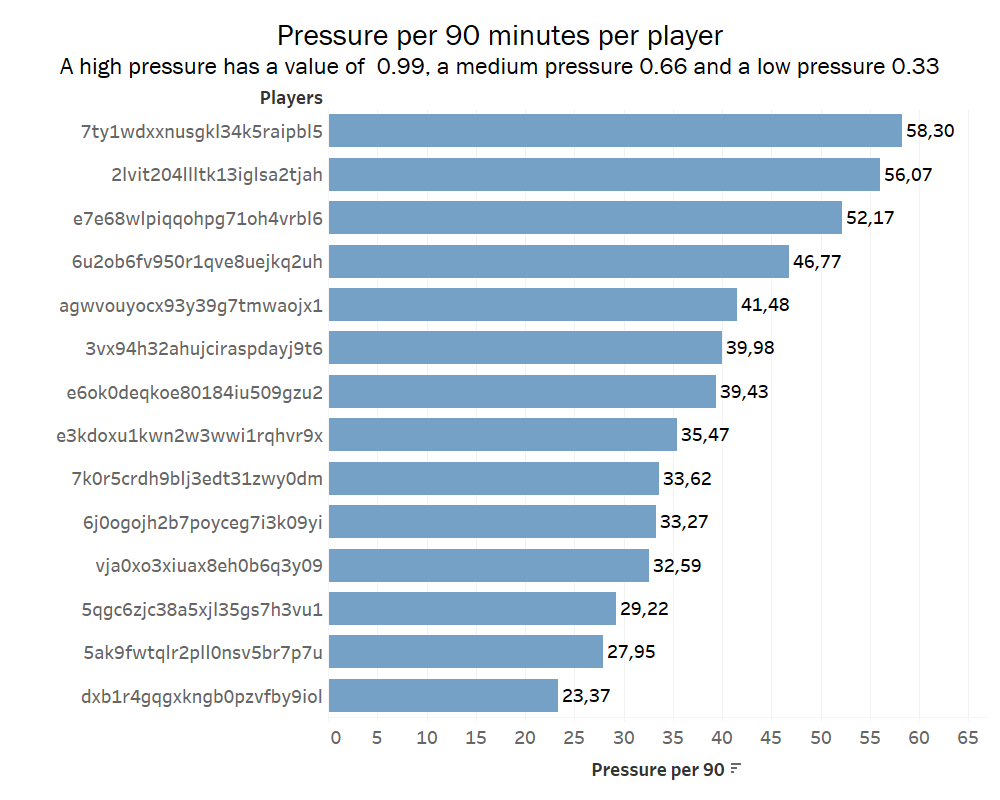 Pressure per 90 minutes per player
A high pressure has a value of  0.99, a medium pressure 0.66 and a low pressure 0.33
Players
7ty1wdxxnusgkl34k5raipbl5 58,30
2lvit204llltk13iglsa2tjah 56,07
e7e68wlpiqqohpg71oh4vrbl6 52,17
6u2ob6fv950r1qve8uejkq2uh 46,77
agwvouyocx93y39g7tmwaojx1 41,48
3vx94h32ahujciraspdayj9t6 39,98
e6ok0deqkoe80184iu509gzu2 39,43
e3kdoxu1kwn2w3wwi1rqhvr9x 35,47
7k0r5crdh9blj3edt31zwy0dm 33,62
6j0ogojh2b7poyceg7i3k09yi 33,27
vja0xo3xiuax8eh0b6q3y09 32,59
5qgc6zjc38a5xjl35gs7h3vu1 29,22
5ak9fwtqlr2pll0nsv5br7p7u 27,95
dxb1r4gqgxkngb0pzvfby9iol 23,37
0 5 10 15 20 25 30 35 40 45 50 55 60 65
Pressure per 90